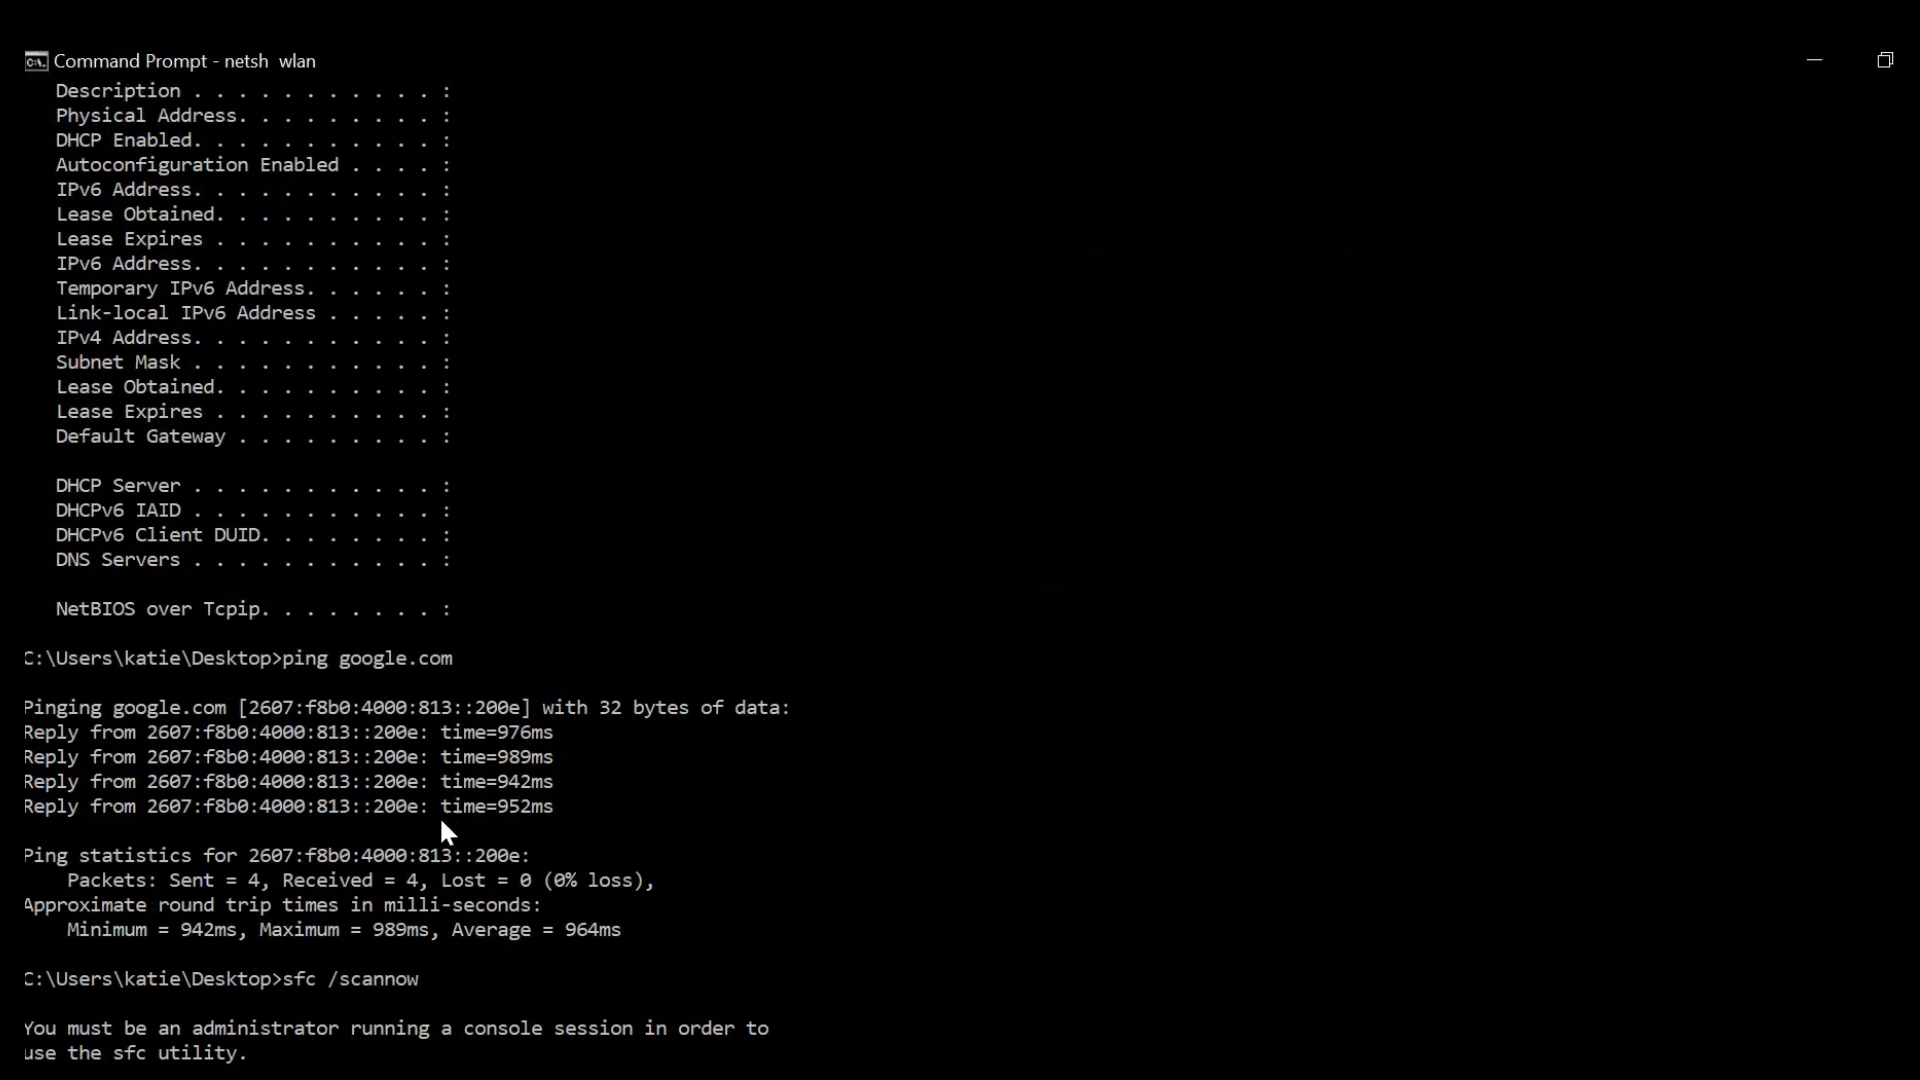 Command Prompt - netsh  wlan
Description . . . . . . . . . . . :
Physical Address. . . . . . . . . :
DHCP Enabled. . . . . . . . . . . :
Autoconfiguration Enabled . . . . :
IPv6 Address. . . . . . . . . . . :
Lease Obtained. . . . . . . . . . :
Lease Expires . . . . . . . . . . :
IPv6 Address. . . . . . . . . . . :
Temporary IPv6 Address. . . . . . :
Link-local IPv6 Address . . . . . :
IPv4 Address. . . . . . . . . . . :
Subnet Mask . . . . . . . . . . . :
Lease Obtained. . . . . . . . . . :
Lease Expires . . . . . . . . . . :
Default Gateway . . . . . . . . . :
DHCP Server . . . . . . . . . . . :
DHCPv6 IAID . . . . . . . . . . . :
DHCPv6 Client DUID. . . . . . . . :
DNS Servers . . . . . . . . . . . :
NetBIOS over Tcpip. . . . . . . . :
C:\Users\katie\Desktop>ping google.com
Pinging google.com [2607:f8b0:4000:813::200e] with 32 bytes of data:
Reply from 2607:f8b0:4000:813::200e: time=976ms
Reply from 2607:f8b0:4000:813::200e: time=989ms
Reply from 2607:f8b0:4000:813::200e: time=942ms
Reply from 2607:f8b0:4000:813::200e: time=952ms
Ping statistics for 2607:f8b0:4000:813::200e:
Packets: Sent = 4, Received = 4, Lost = 0 (0% loss),
Approximate round trip times in milli-seconds:
Minimum = 942ms, Maximum = 989ms, Average = 964ms
C:\Users\katie\Desktop>sfc /scannow
You must be an administrator running a console session in order to
use the sfc utility.